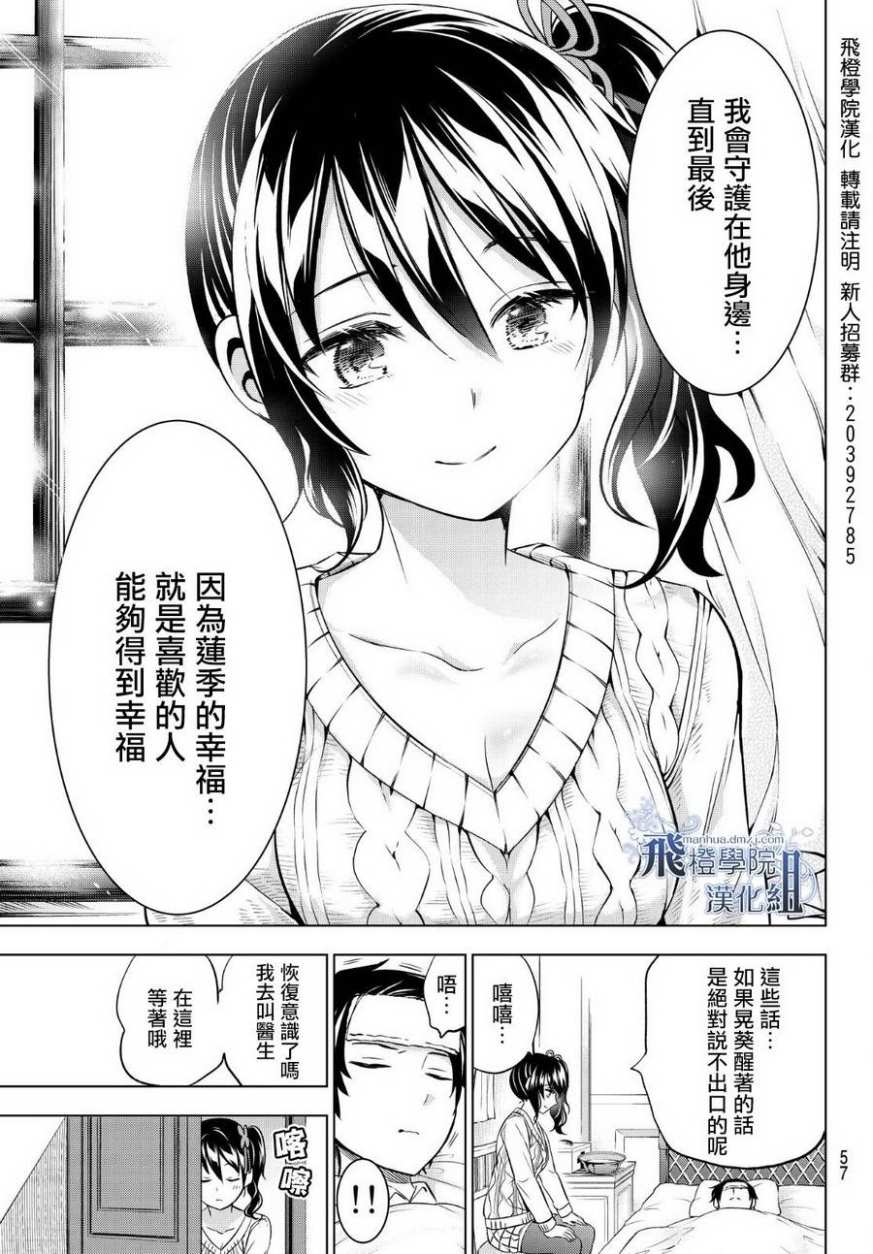 飛橙學院漢化 轉載請注明 新人招募群:20392785
我會守護在他身邊…
直到最後
因為蓮季的幸福…
就是喜歡的人
能夠得到幸福
manhua.dmzj.com
飛橙學院
漢化組
這些話…
如果晃葵醒著的話
是絕對説不出口的呢
嘻嘻…
唔…
!!
恢復意識了嗎
我去叫醫生
在這裡
等著哦
喀嚓
57